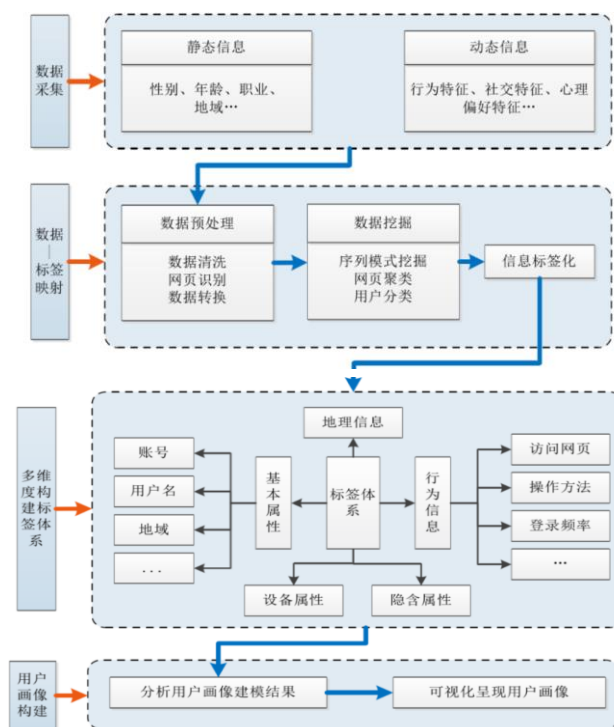 数据
采集
静态信息
性别、年龄、职业、
地域…
动态信息
行为特征、社交特征、心理
偏好特征…
数据
|
标签
映射
数据预处理
数据清洗
网页识别
数据转换
数据挖掘
序列模式挖掘
网页聚类
用户分类
信息标签化
多维
度构
建标
签体
系
账号
用户名
地域
...
基本属性
地理信息
标签体
系
行为信息
访问网页
操作方法
登录频率
…
设备属性
隐含属性
用户
画像
构建
分析用户画像建模结果
可视化呈现用户画像